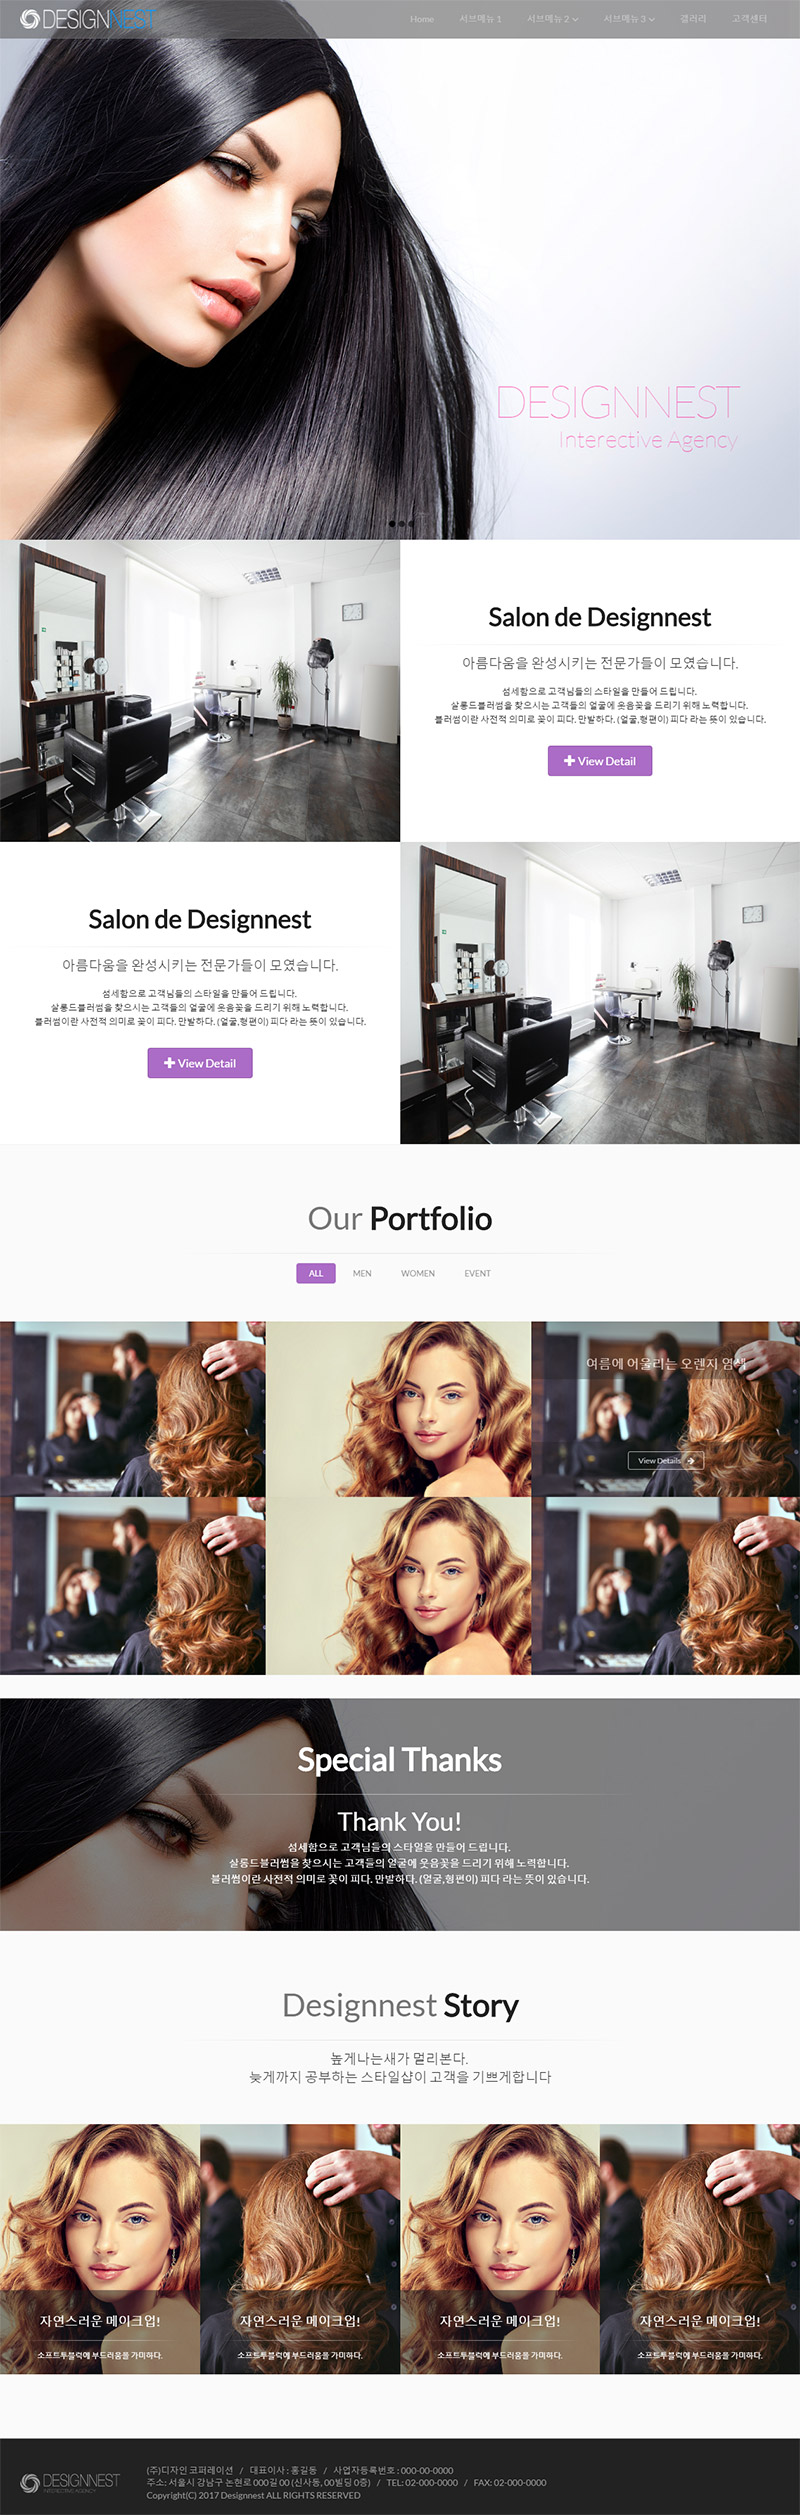 DESIGNNEST
Home 서브메뉴 1 서브메뉴 2 서브메뉴 3 갤러리 고객센터
DESIGNNEST
Interective Agency
Salon de Designnest
아름다움을 완성시키는 전문가들이 모였습니다.
섬세함으로 고객님들의 스타일을 만들어 드립니다.
살롱드블러썸을 찾으시는 고객들의 얼굴에 웃음꽃을 드리기 위해 노력합니다.
블러썸이란 사전적 의미로 꽃이 피다. 만발하다. (얼굴,형편이) 피다 라는 뜻이 있습니다.
View Detail
Salon de Designnest
아름다움을 완성시키는 전문가들이 모였습니다.
섬세함으로 고객님들의 스타일을 만들어 드립니다.
살롱드블러썸을 찾으시는 고객들의 얼굴에 웃음꽃을 드리기 위해 노력합니다.
블러썸이란 사전적 의미로 꽃이 피다. 만발하다. (얼굴,형편이) 피다 라는 뜻이 있습니다.
View Detail
Our Portfolio
ALL MEN WOMEN EVENT
여름에 어울리는 오렌지 염색
View Details
Special Thanks
Thank You!
섬세함으로 고객님들의 스타일을 만들어 드립니다.
살롱드블러썸을 찾으시는 고객들의 얼굴에 웃음꽃을 드리기 위해 노력합니다.
블러썸이란 사전적 의미로 꽃이 피다. 만발하다. (얼굴,형편이) 피다 라는 뜻이 있습니다.
Designnest Story
높게나는새가 멀리본다.
늦게까지 공부하는 스타일샵이 고객을 기쁘게합니다
자연스러운 메이크업!
소프트투블럭에 부드러움을 가미하다.
자연스러운 메이크업!
소프트투블럭에 부드러움을 가미하다.
자연스러운 메이크업!
소프트투블럭에 부드러움을 가미하다.
자연스러운 메이크업!
소프트투블럭에 부드러움을 가미하다.
DESIGNNEST
INTERECTIVE AGENCY
(주)디자인 코퍼레이션 / 대표이사 : 홍길동 / 사업자등록번호 : 000-00-0000
주소: 서울시 강남구 논현로 000길 00 (신사동, 00빌딩 0층) / TEL: 02-000-0000 / FAX: 02-000-0000
Copyright(C) 2017 Designnest ALL RIGHTS RESERVED